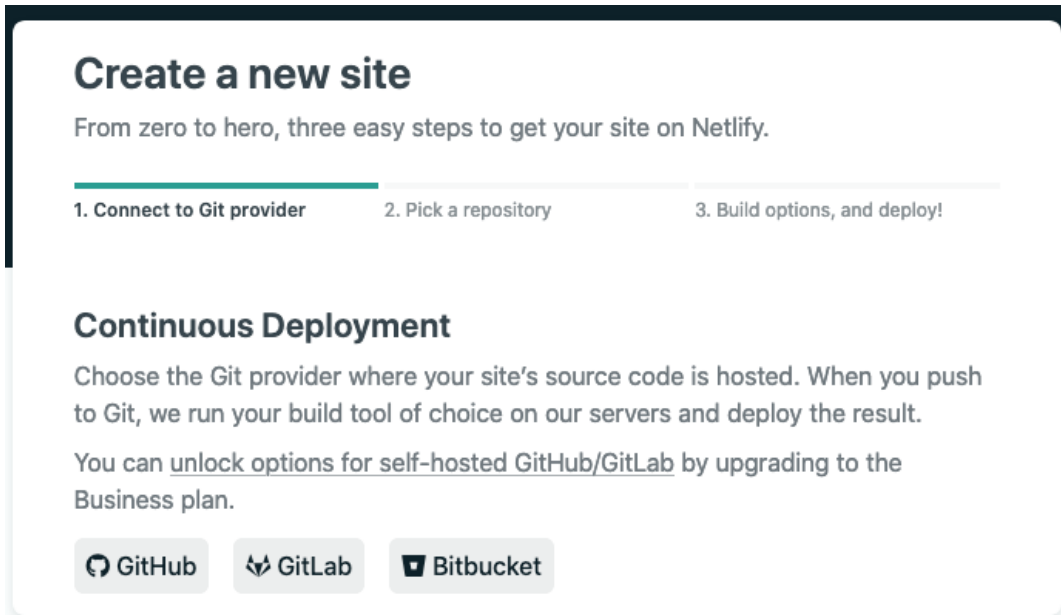 Create a new site
From zero to hero, three easy steps to get your site on Netlify.
1. Connect to Git provider
2. Pick a repository
3. Build options, and deploy!
Continuous Deployment
Choose the Git provider where your site’s source code is hosted. When you push
to Git, we run your build tool of choice on our servers and deploy the result.
You can unlock options for self-hosted GitHub/GitLab by upgrading to the
Business plan.
GitHub
GitLab
Bitbucket